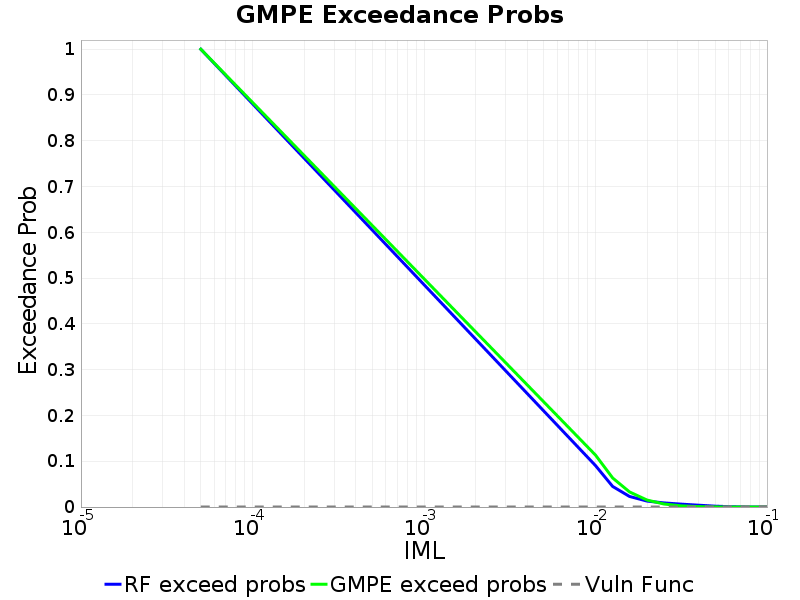 GMPE Exceedance Probs
Exceedance Prob
1
0.9
0.8
0.7
0.6
0.5
0.4
0.3
0.2
0.1
0
10^-5 10^-4 10^-3 10^-2 10^-1
IML
RF exceed probs GMPE exceed probs Vuln Func